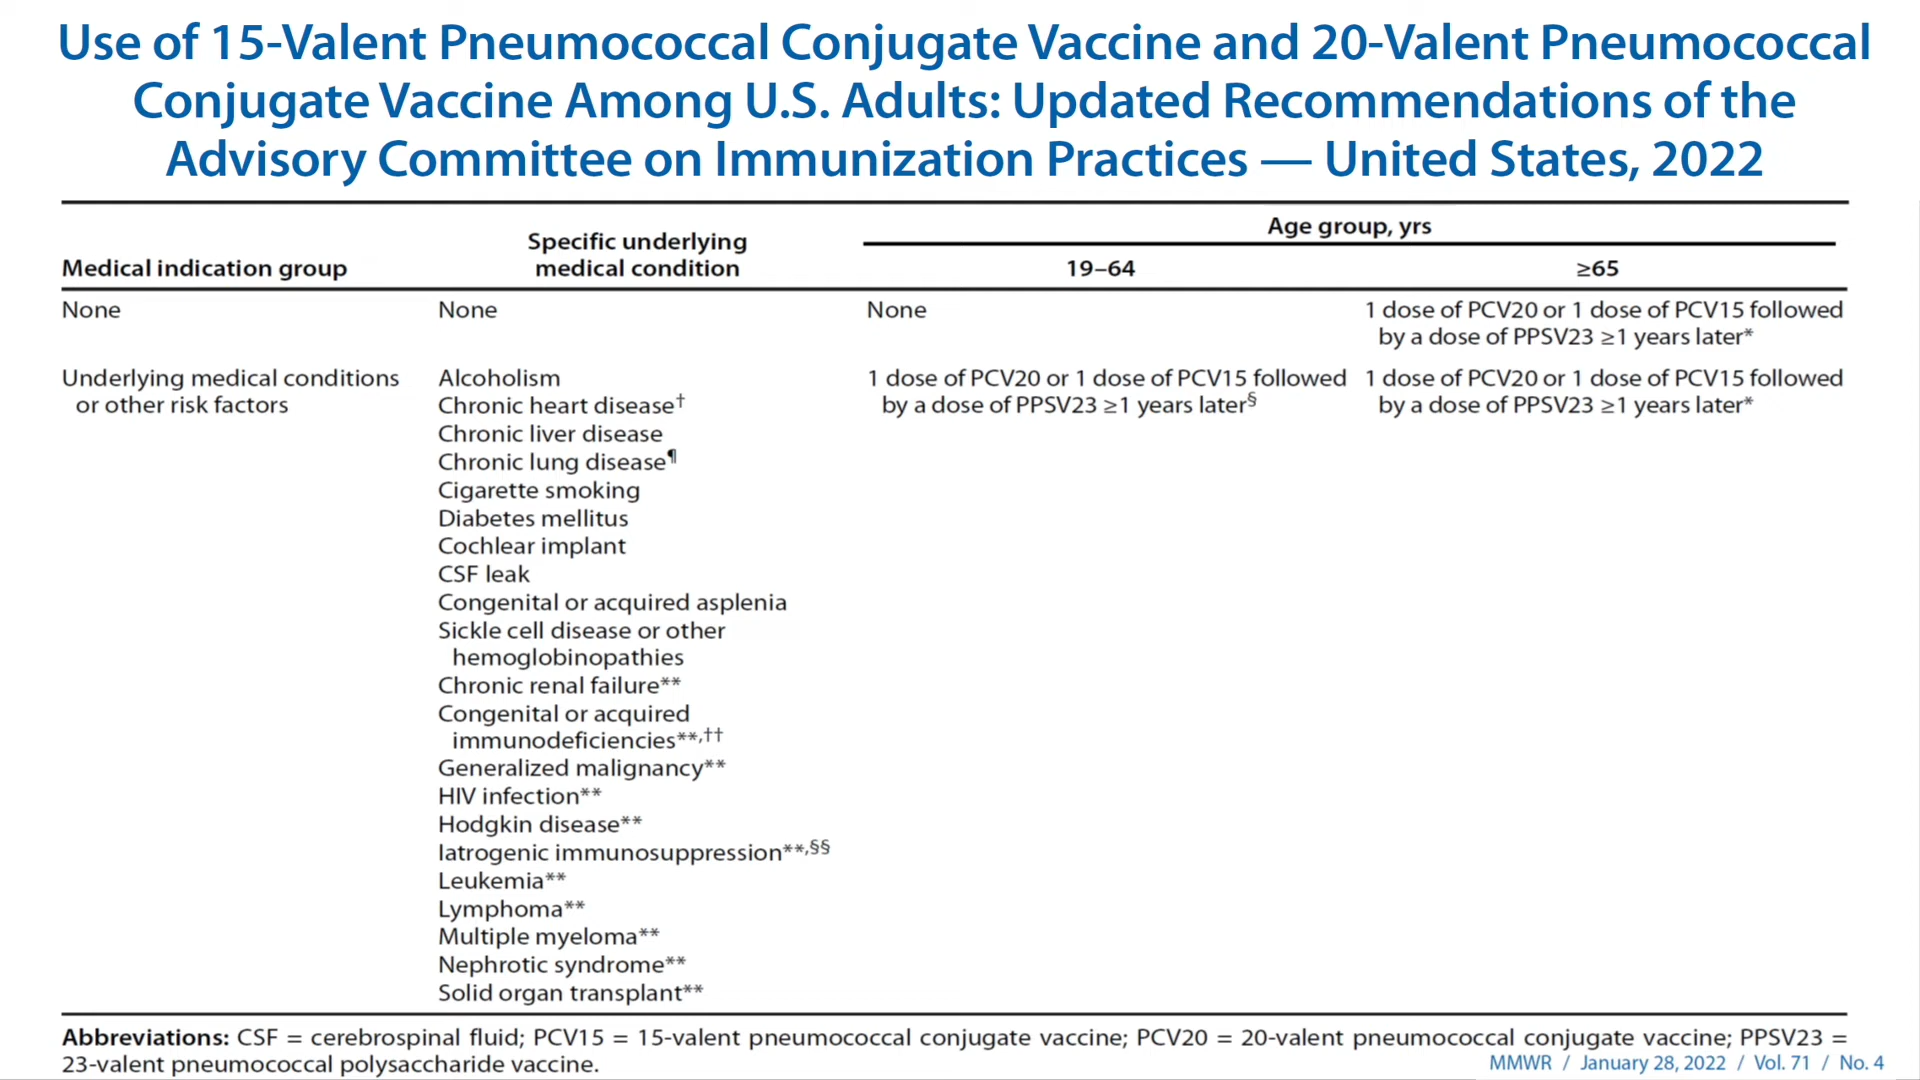 Use of 15-Valent Pneumococcal Conjugate Vaccine and 20-Valent Pneumococcal
Conjugate Vaccine Among U.S. Adults: Updated Recommendations of the
Advisory Committee on Immunization Practices — United States, 2022
Age group, yrs
Specific underlying
Medical indication group medical condition 19–64 ≥65
None None None 1 dose of PCV20 or 1 dose of PCV15 followed
by a dose of PPSV23 ≥1 years later*
Underlying medical conditions Alcoholism 1 dose of PCV20 or 1 dose of PCV15 followed 1 dose of PCV20 or 1 dose of PCV15 followed
or other risk factors Chronic heart disease† by a dose of PPSV23 ≥1 years later§ by a dose of PPSV23 ≥1 years later*
Chronic liver disease
Chronic lung disease¶
Cigarette smoking
Diabetes mellitus
Cochlear implant
CSF leak
Congenital or acquired asplenia
Sickle cell disease or other
hemoglobinopathies
Chronic renal failure**
Congenital or acquired
immunodeficiencies**,††
Generalized malignancy**
HIV infection**
Hodgkin disease**
Iatrogenic immunosuppression**,§§
Leukemia**
Lymphoma**
Multiple myeloma**
Nephrotic syndrome**
Solid organ transplant**
Abbreviations: CSF = cerebrospinal fluid; PCV15 = 15-valent pneumococcal conjugate vaccine; PCV20 = 20-valent pneumococcal conjugate vaccine; PPSV23 =
23-valent pneumococcal polysaccharide vaccine.
MMWR / January 28, 2022 / Vol. 71 / No. 4